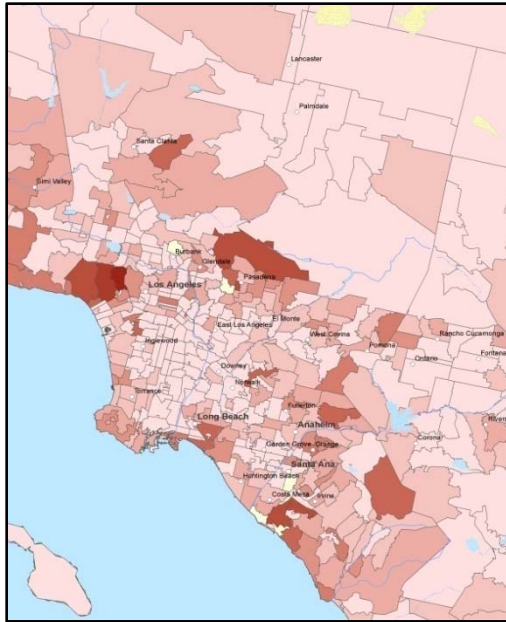 Lancaster
Palmdale
Santa Clarita
Simi Valley
Burbank
Glendale
Pasadena
Los Angeles
El Monte
East Los Angeles
West Covina
Rancho Cucamonga
Pomona
Ontario
Fontana
Inglewood
Downey
Norwalk
Torrance
Fullerton
Long Beach
Anaheim
Corona
Garden Grove
Orange
Santa Ana
Huntington Beach
Costa Mesa
Irvine